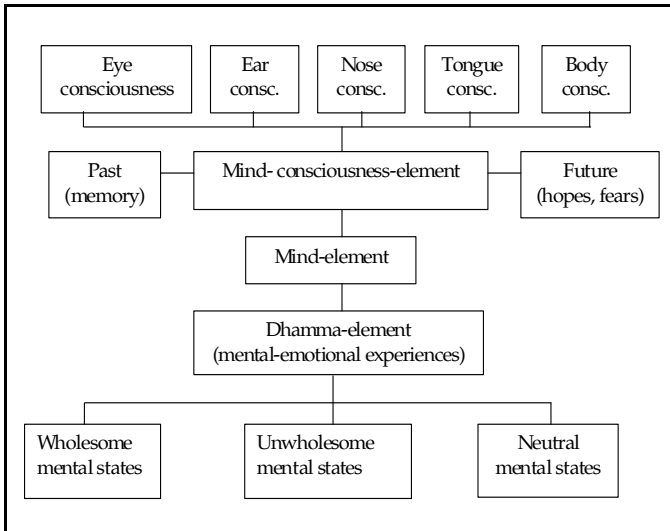 Eye
consciousness
Ear
consc.
Nose
consc.
Tongue
consc.
Body
consc.
Past
(memory)
Mind- consciousness-element
Future
(hopes, fears)
Mind-element
Dhamma-element
(mental-emotional experiences)
Wholesome
mental states
Unwholesome
mental states
Neutral
mental states